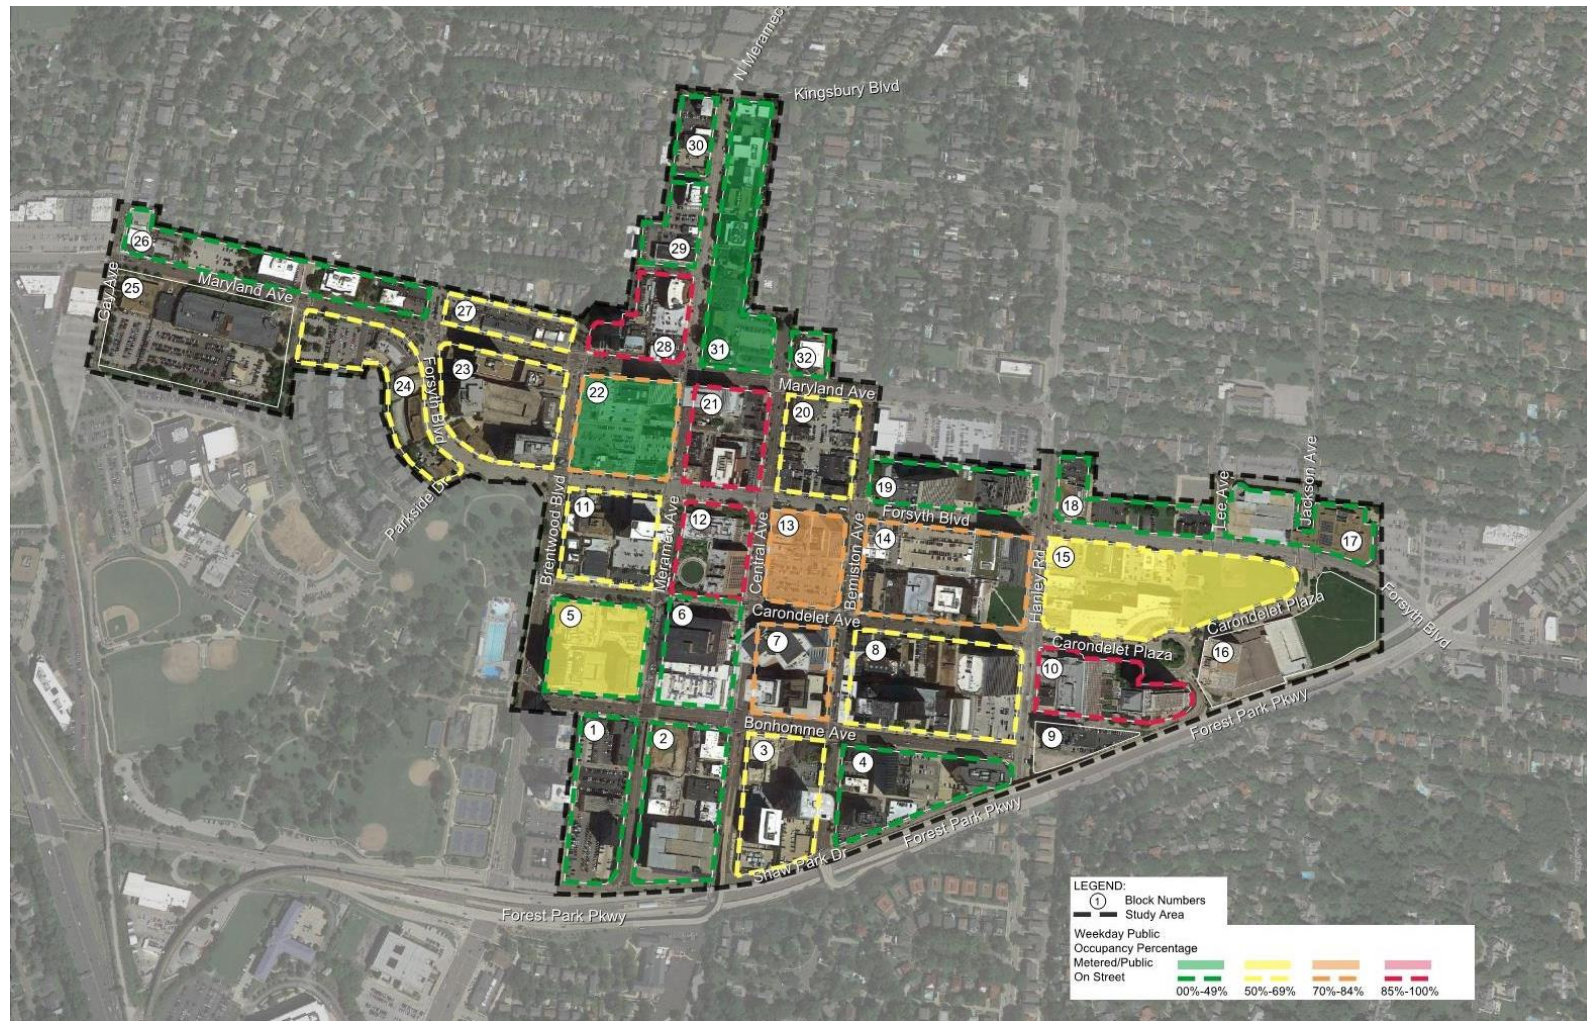 N Meramec
Kingsbury Blvd
30
29
26
25
Gay Ave
Maryland Ave
27
28
31
32
23
24
Forsyth Blvd
22
21
Maryland Ave
20
Parkside Dr
Brentwood Blvd
11
Meramec Ave
12
Central Ave
13
Bemiston Ave
19
Forsyth Blvd
14
18
Lee Ave
Jackson Ave
17
Hanley Rd
15
Carondelet Ave
Carondelet Plaza
Carondelet Plaza
Forsyth Blvd
5
6
7
8
10
16
9
Forest Park Pkwy
Bonhomme Ave
1
2
3
4
Forest Park Pkwy
Shaw Park Dr
Forest Park Pkwy
LEGEND:
1 Block Numbers
Study Area
Weekday Public
Occupancy Percentage
Metered/Public
On Street
00%-49% 50%-69% 70%-84% 85%-100%